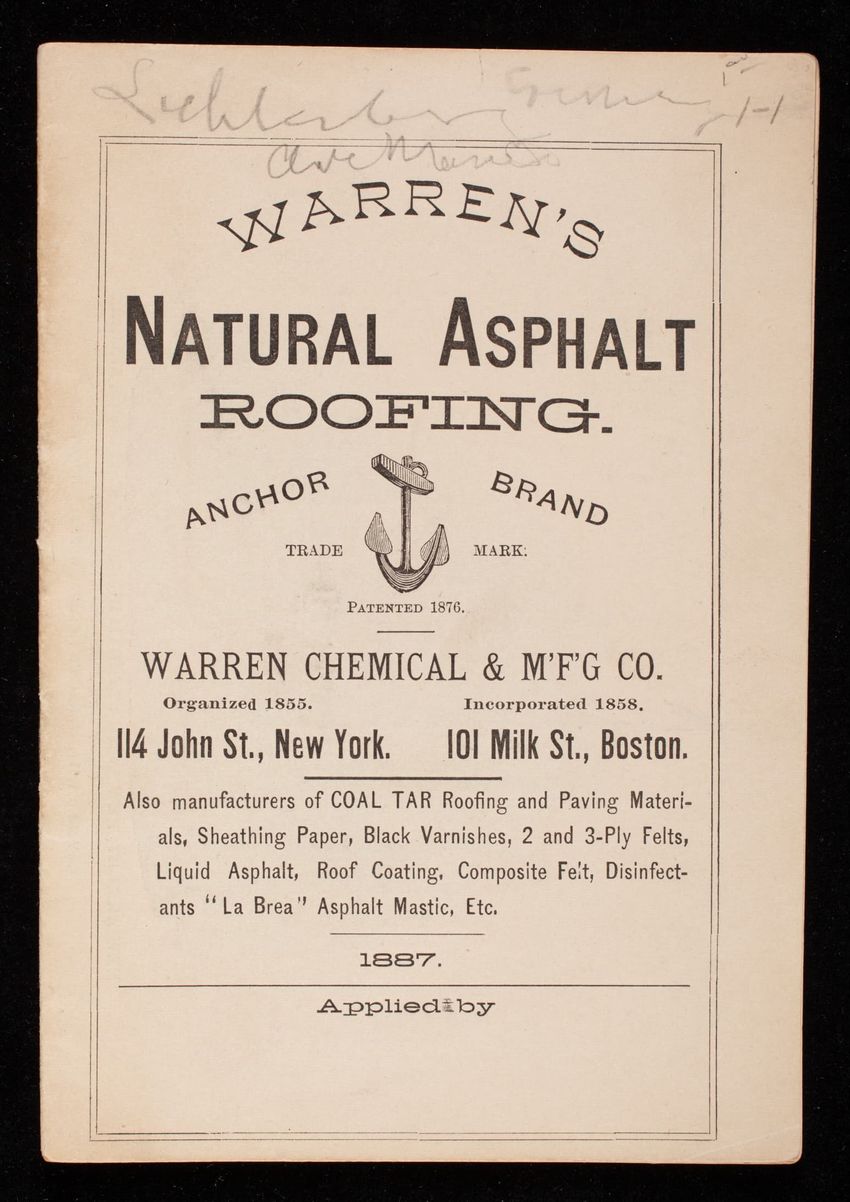 WARREN'S
NATURAL ASPHALT
ROOFING.
ANCHOR BRAND
TRADE MARK.
PATENTED 1876.
WARREN CHEMICAL & M'F'G CO.
Organized 1855. Incorporated 1858.
114 John St., New York. 101 Milk St., Boston.
Also manufacturers of COAL TAR Roofing and Paving Materi-
als, Sheathing Paper, Black Varnishes, 2 and 3-Ply Felts,
Liquid Asphalt, Roof Coating, Composite Felt, Disinfect-
ants "La Brea" Asphalt Mastic, Etc.
1887.
Applied by